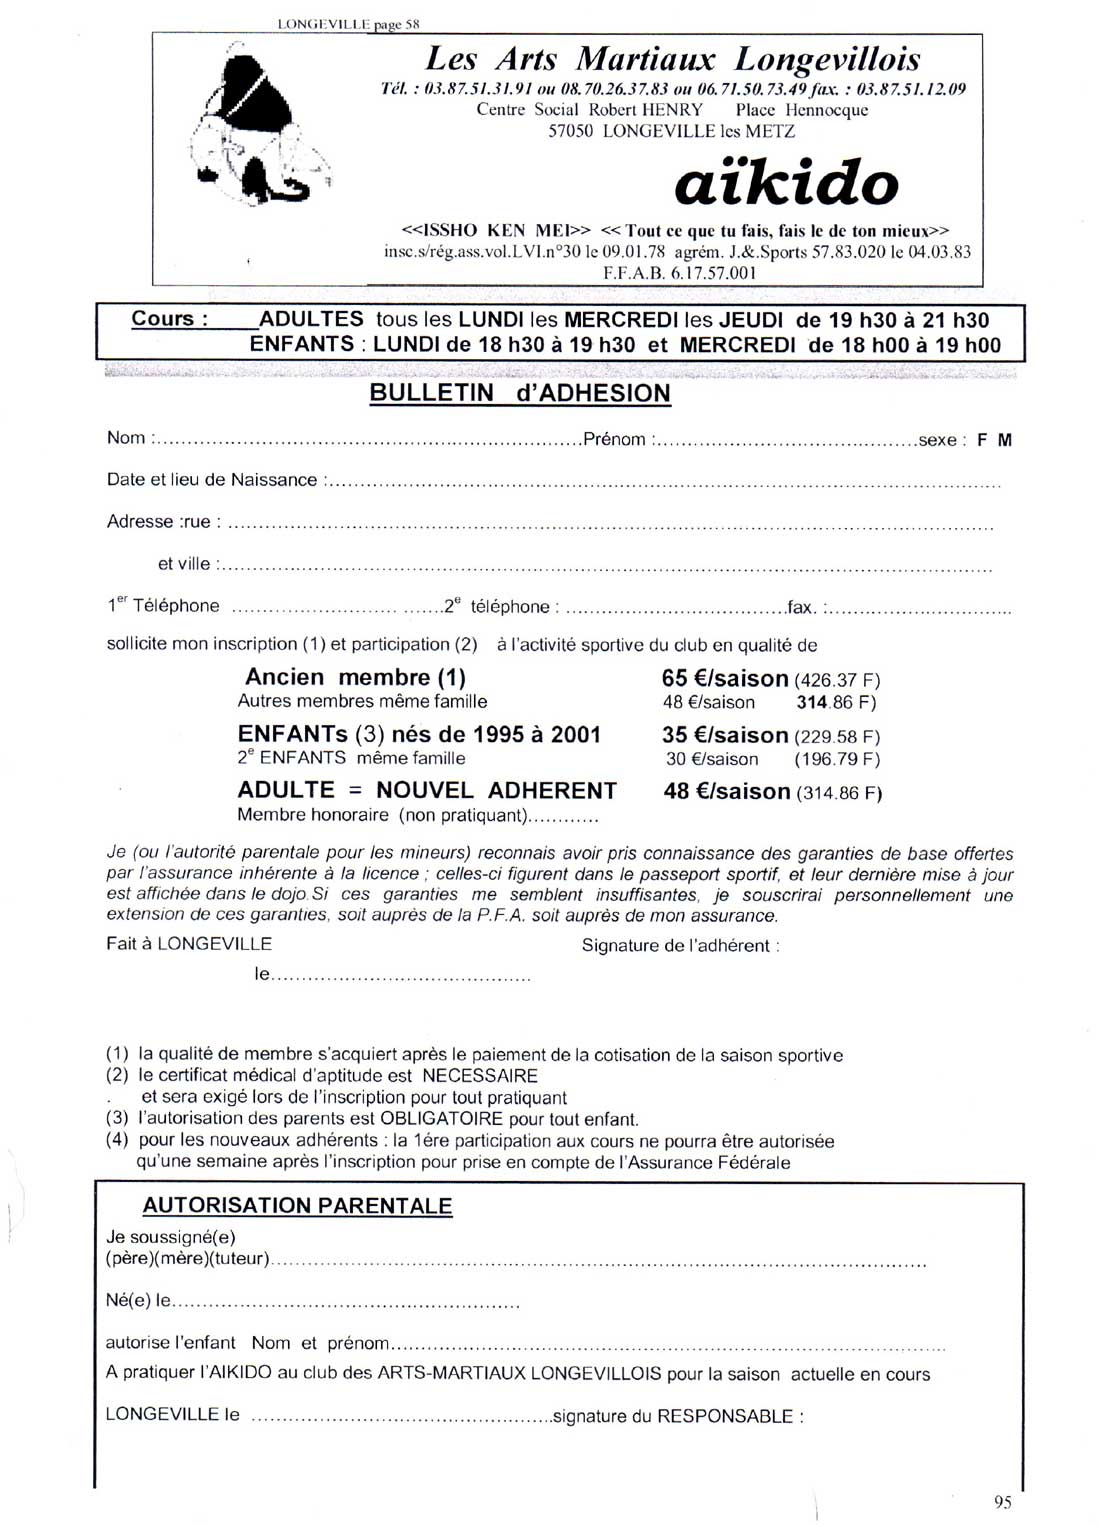 LONGEVILLE page 58
Les Arts Martiaux Longevillois
Tél. : 03.87.51.31.91 ou 08.70.26.37.83 ou 06.71.50.73.49 fax. : 03.87.51.12.09
Centre Social Robert HENRY Place Hennocque
57050 LONGEVILLE les METZ
aïkido
<<ISSHO KEN MEI>> << Tout ce que tu fais, fais le de ton mieux>>
insc.s/rég.ass.vol.LVI.n°30 le 09.01.78 agrém. J.&.Sports 57.83.020 le 04.03.83
F.F.A.B. 6.17.57.001
Cours : ADULTES tous les LUNDI les MERCREDI les JEUDI de 19 h30 à 21 h30
ENFANTS : LUNDI de 18 h30 à 19 h30 et MERCREDI de 18 h00 à 19 h00
BULLETIN d'ADHESION
Nom :.....................................................................Prénom :..........................................sexe : F M
Date et lieu de Naissance :.............................................................................................................
Adresse :rue : ............................................................................................................................
et ville :............................................................................................................................
1er Téléphone ........................... .......2e téléphone : ....................................fax. :..............................
sollicite mon inscription (1) et participation (2) à l'activité sportive du club en qualité de
Ancien membre (1) 65 €/saison (426.37 F)
Autres membres même famille 48 €/saison 314.86 F)
ENFANTs (3) nés de 1995 à 2001 35 €/saison (229.58 F)
2e ENFANTS même famille 30 €/saison (196.79 F)
ADULTE = NOUVEL ADHERENT 48 €/saison (314.86 F)
Membre honoraire (non pratiquant)............
Je (ou l'autorité parentale pour les mineurs) reconnais avoir pris connaissance des garanties de base offertes
par l'assurance inhérente à la licence ; celles-ci figurent dans le passeport sportif, et leur dernière mise à jour
est affichée dans le dojo.Si ces garanties me semblent insuffisantes, je souscrirai personnellement une
extension de ces garanties, soit auprès de la P.F.A. soit auprès de mon assurance.
Fait à LONGEVILLE Signature de l'adhérent :
le..........................................
(1) la qualité de membre s'acquiert après le paiement de la cotisation de la saison sportive
(2) le certificat médical d'aptitude est NECESSAIRE
. et sera exigé lors de l'inscription pour tout pratiquant
(3) l'autorisation des parents est OBLIGATOIRE pour tout enfant.
(4) pour les nouveaux adhérents : la 1ére participation aux cours ne pourra être autorisée
qu'une semaine après l'inscription pour prise en compte de l'Assurance Fédérale
AUTORISATION PARENTALE
Je soussigné(e)
(père)(mère)(tuteur)...........................................................................................................
Né(e) le.........................................................
autorise l'enfant Nom et prénom...........................................................................................
A pratiquer l'AIKIDO au club des ARTS-MARTIAUX LONGEVILLOIS pour la saison actuelle en cours
LONGEVILLE le .................................................signature du RESPONSABLE :
95